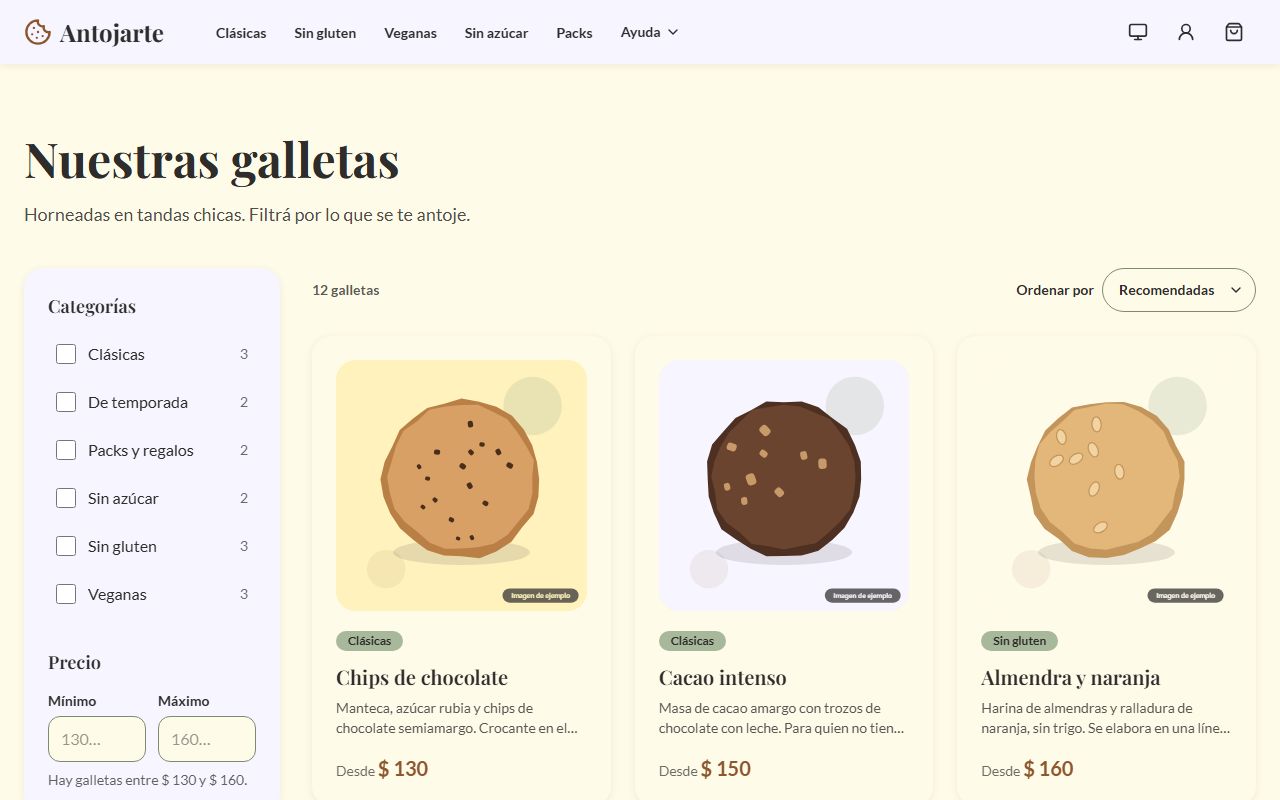 Antojarte
Clásicas
Sin gluten
Veganas
Sin azúcar
Packs
Ayuda
Nuestras galletas
Horneadas en tandas chicas. Filtrá por lo que se te antoje.
Categorías
Clásicas 3
De temporada 2
Packs y regalos 2
Sin azúcar 2
Sin gluten 3
Veganas 3
Precio
Mínimo Máximo
130... 160...
Hay galletas entre $ 130 y $ 160.
12 galletas
Ordenar por Recomendadas
Imagen de ejemplo
Clásicas
Chips de chocolate
Manteca, azúcar rubia y chips de
chocolate semiamargo. Crocante en el...
Desde $ 130
Imagen de ejemplo
Clásicas
Cacao intenso
Masa de cacao amargo con trozos de
chocolate con leche. Para quien no tien...
Desde $ 150
Imagen de ejemplo
Sin gluten
Almendra y naranja
Harina de almendras y ralladura de
naranja, sin trigo. Se elabora en una líne...
Desde $ 160